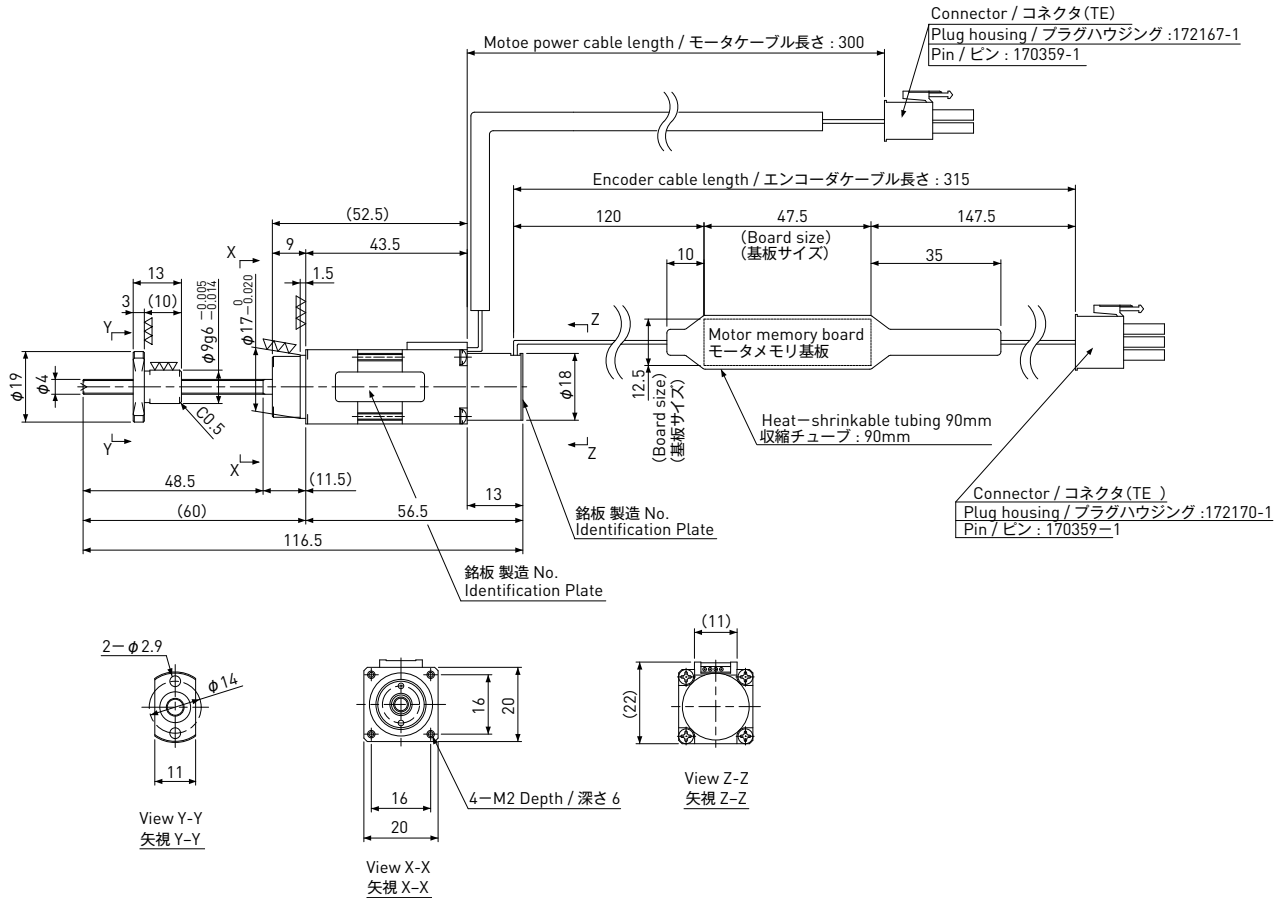 Connector / コネクタ(TE)
Plug housing / プラグハウジング :172167-1
Pin / ピン : 170359-1
Motoe power cable length / モータケーブル長さ : 300
Encoder cable length / エンコーダケーブル長さ : 315
(52.5)
120
47.5
147.5
(Board size)
(基板サイズ)
9
43.5
X
10
35
13
1.5
3
(10)
φ9g6 -0.005 -0.014
φ17 0 -0.020
Y
Z
Motor memory board
モータメモリ基板
φ19
φ4
φ18
12.5
(Board size)
(基板サイズ)
C0.5
Heat－shrinkable tubing 90mm
収縮チューブ : 90mm
Y
X
Z
48.5
(11.5)
13
(60)
56.5
116.5
銘板 製造 No.
Identification Plate
Connector / コネクタ(TE )
Plug housing / プラグハウジング :172170-1
Pin / ピン : 170359－1
銘板 製造 No.
Identification Plate
2－φ2.9
φ14
11
View Y-Y
矢視 Y–Y
16
20
16
20
4－M2 Depth / 深さ 6
View X-X
矢視 X–X
(11)
(22)
View Z-Z
矢視 Z–Z